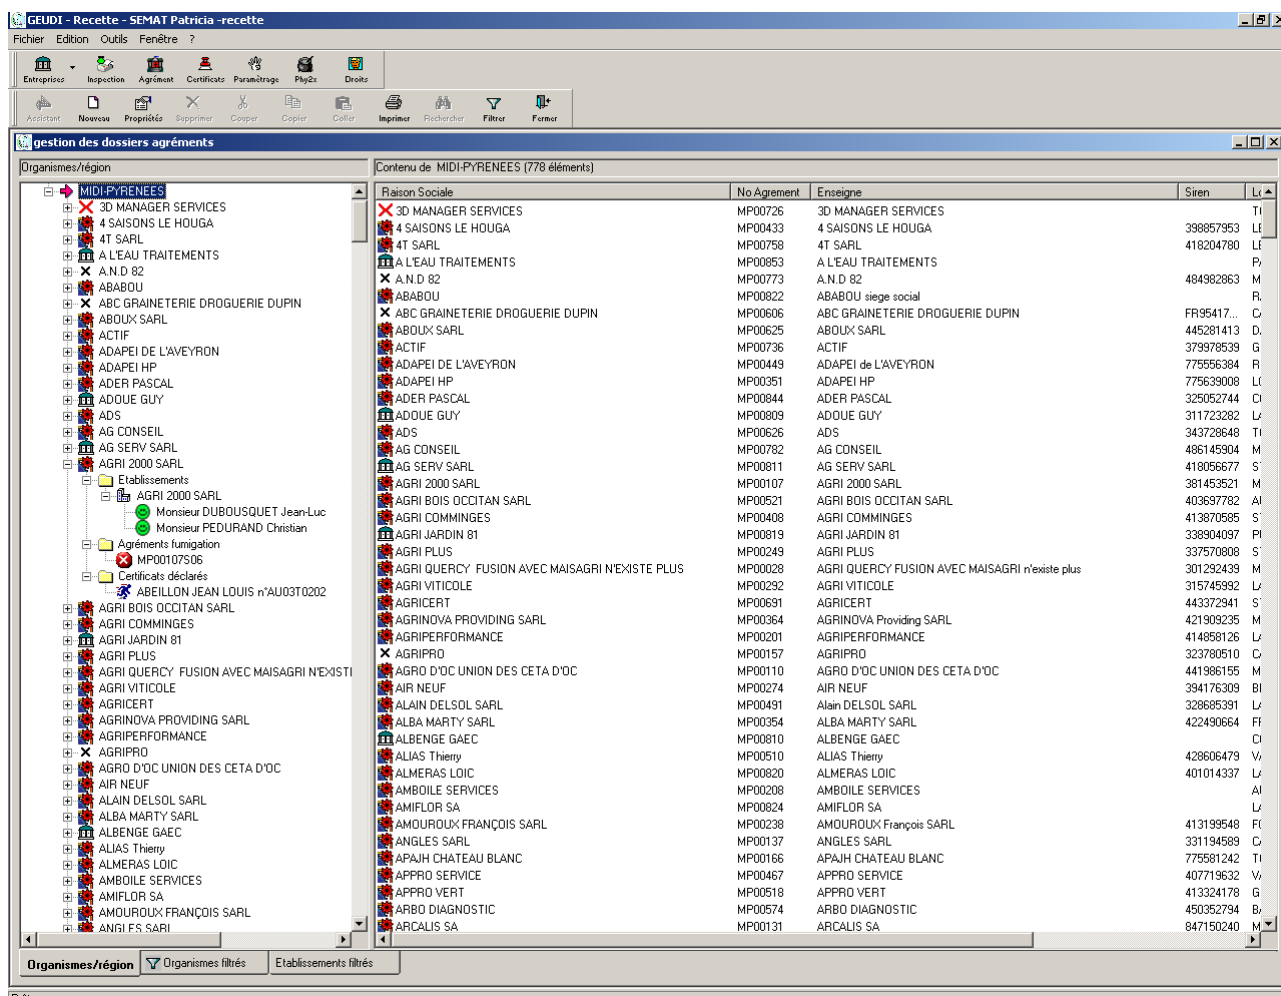 GEUDI - Recette - SEMAT Patricia -recette
Fichier Edition Outils Fenêtre ?
Entreprises Inspection Agrément Certificats Paramètrage Phy2x Droits
Assistant Nouveau Propriétés Supprimer Couper Copier Coller Imprimer Rechercher Filtrer Fermer
gestion des dossiers agréments
Organismes/région
MIDI-PYRENEES
3D MANAGER SERVICES
4 SAISONS LE HOUGA
4T SARL
A L'EAU TRAITEMENTS
A.N.D 82
ABABOU
ABC GRAINETERIE DROGUERIE DUPIN
ABOUX SARL
ACTIF
ADAPEI DE L'AVEYRON
ADAPEI HP
ADER PASCAL
ADOUE GUY
ADS
AG CONSEIL
AG SERV SARL
AGRI 2000 SARL
Etablissements
AGRI 2000 SARL
Monsieur DUBOUSQUET Jean-Luc
Monsieur PEDURAND Christian
Agréments fumigation
MP00107S06
Certificats déclarés
ABEILLON JEAN LOUIS n°AU03T0202
AGRI BOIS OCCITAN SARL
AGRI COMMINGES
AGRI JARDIN 81
AGRI PLUS
AGRI QUERCY FUSION AVEC MAISAGRI N'EXISTI
AGRI VITICOLE
AGRICERT
AGRINOVA PROVIDING SARL
AGRIPERFORMANCE
AGRIPRO
AGRO D'OC UNION DES CETA D'OC
AIR NEUF
ALAIN DELSOL SARL
ALBA MARTY SARL
ALBENGE GAEC
ALIAS Thierry
ALMERAS LOIC
AMBOILE SERVICES
AMIFLOR SA
AMOUROUX FRANÇOIS SARL
ANGLES SARL
Contenu de MIDI-PYRENEES (778 éléments)
Raison Sociale No Agrement Enseigne Siren
3D MANAGER SERVICES MP00726 3D MANAGER SERVICES
4 SAISONS LE HOUGA MP00433 4 SAISONS LE HOUGA 398857953
4T SARL MP00758 4T SARL 418204780
A L'EAU TRAITEMENTS MP00853 A L'EAU TRAITEMENTS
A.N.D 82 MP00773 A.N.D 82 484982863
ABABOU MP00822 ABABOU siege social
ABC GRAINETERIE DROGUERIE DUPIN MP00606 ABC GRAINETERIE DROGUERIE DUPIN FR95417...
ABOUX SARL MP00625 ABOUX SARL 445281413
ACTIF MP00736 ACTIF 379978539
ADAPEI DE L'AVEYRON MP00449 ADAPEI de L'AVEYRON 775556384
ADAPEI HP MP00351 ADAPEI HP 775639008
ADER PASCAL MP00844 ADER PASCAL 325052744
ADOUE GUY MP00809 ADOUE GUY 311723282
ADS MP00626 ADS 343728648
AG CONSEIL MP00782 AG CONSEIL 486145904
AG SERV SARL MP00811 AG SERV SARL 418056677
AGRI 2000 SARL MP00107 AGRI 2000 SARL 381453521
AGRI BOIS OCCITAN SARL MP00521 AGRI BOIS OCCITAN SARL 403697782
AGRI COMMINGES MP00408 AGRI COMMINGES 413870585
AGRI JARDIN 81 MP00819 AGRI JARDIN 81 338904097
AGRI PLUS MP00249 AGRI PLUS 337570808
AGRI QUERCY FUSION AVEC MAISAGRI N'EXISTE PLUS MP00028 AGRI QUERCY FUSION AVEC MAISAGRI n'existe plus 301292439
AGRI VITICOLE MP00292 AGRI VITICOLE 315745992
AGRICERT MP00691 AGRICERT 443372941
AGRINOVA PROVIDING SARL MP00364 AGRINOVA Providing SARL 421909235
AGRIPERFORMANCE MP00201 AGRIPERFORMANCE 414858126
AGRIPRO MP00157 AGRIPRO 323780510
AGRO D'OC UNION DES CETA D'OC MP00110 AGRO D'OC UNION DES CETA D'OC 441986155
AIR NEUF MP00274 AIR NEUF 394176309
ALAIN DELSOL SARL MP00491 Alain DELSOL SARL 328685391
ALBA MARTY SARL MP00354 ALBA MARTY SARL 422490664
ALBENGE GAEC MP00810 ALBENGE GAEC
ALIAS Thierry MP00510 ALIAS Thierry 428606479
ALMERAS LOIC MP00820 ALMERAS LOIC 401014337
AMBOILE SERVICES MP00208 AMBOILE SERVICES
AMIFLOR SA MP00824 AMIFLOR SA
AMOUROUX FRANÇOIS SARL MP00238 AMOUROUX François SARL 413199548
ANGLES SARL MP00137 ANGLES SARL 331194589
APAJH CHATEAU BLANC MP00166 APAJH CHATEAU BLANC 775581242
APPRO SERVICE MP00467 APPRO SERVICE 407719632
APPRO VERT MP00518 APPRO VERT 413324178
ARBO DIAGNOSTIC MP00574 ARBO DIAGNOSTIC 450352794
ARCALIS SA MP00131 ARCALIS SA 847150240
Organismes/région Organismes filtrés Etablissements filtrés